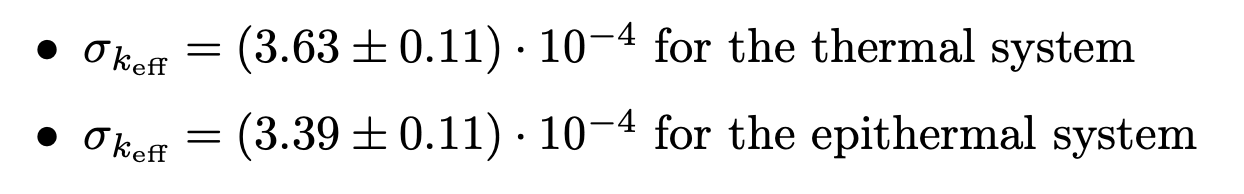 • σ_{k_eff} = (3.63 ± 0.11) · 10^{−4} for the thermal system
• σ_{k_eff} = (3.39 ± 0.11) · 10^{−4} for the epithermal system